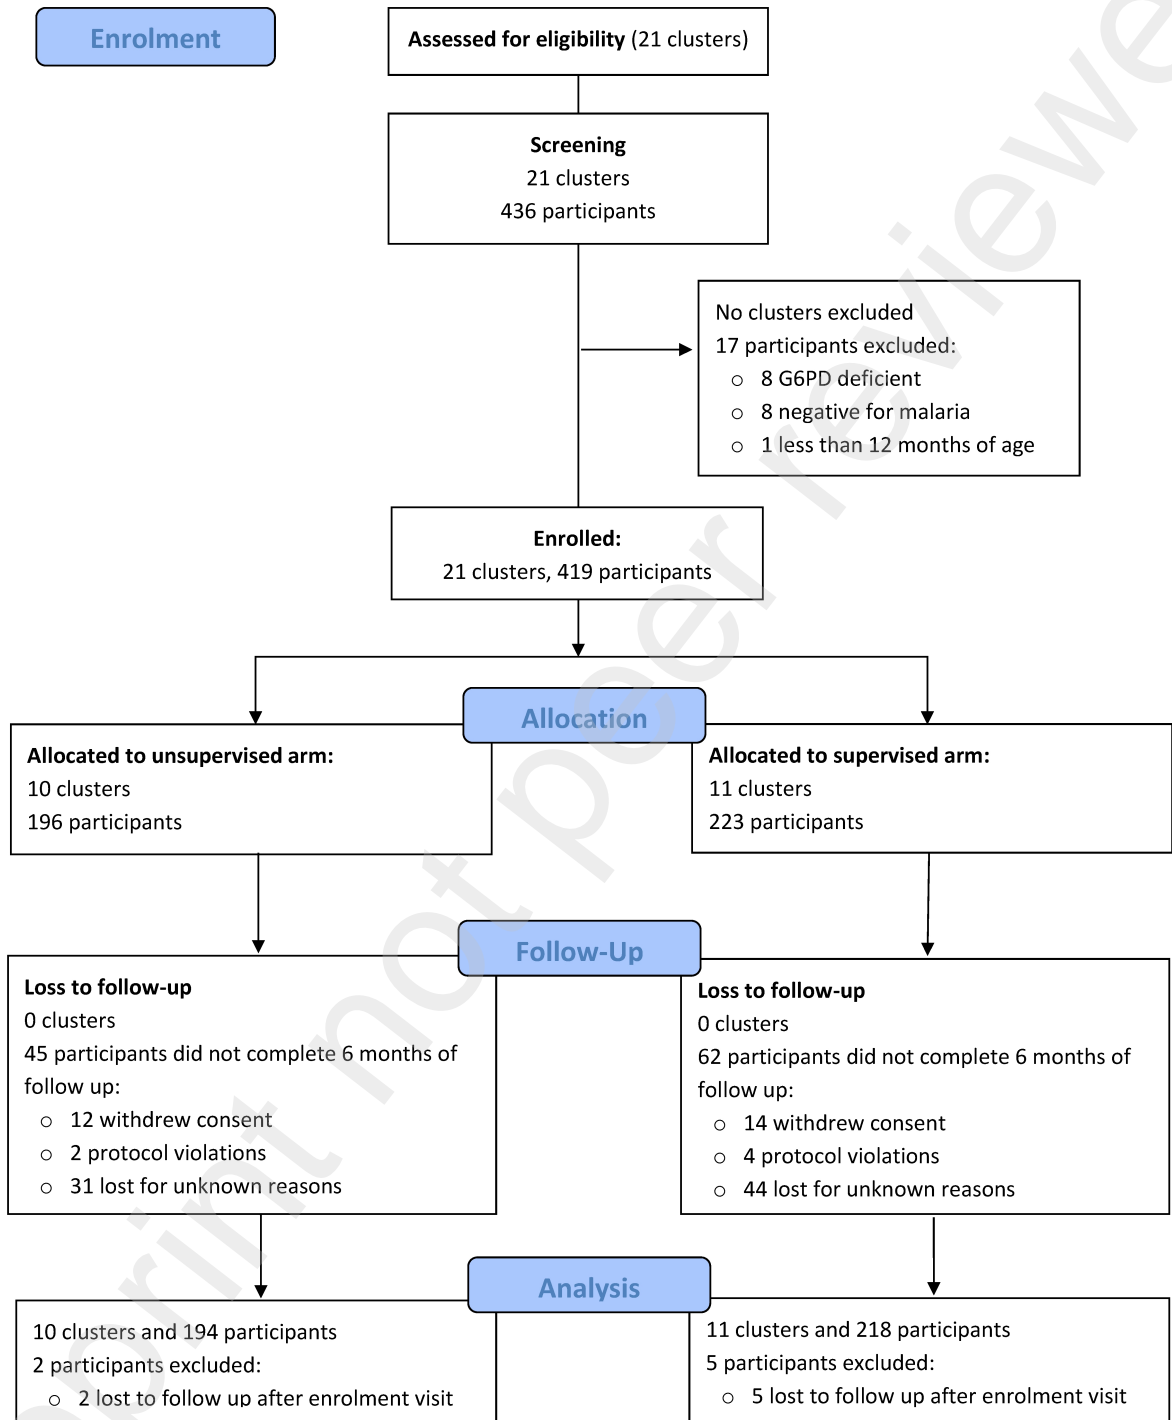 Enrolment
Assessed for eligibility (21 clusters)
Screening
21 clusters
436 participants
No clusters excluded
17 participants excluded:
o 8 G6PD deficient
o 8 negative for malaria
o 1 less than 12 months of age
Enrolled:
21 clusters, 419 participants
Allocation
Allocated to unsupervised arm:
10 clusters
196 participants
Allocated to supervised arm:
11 clusters
223 participants
Follow-Up
Loss to follow-up
0 clusters
45 participants did not complete 6 months of
follow up:
o 12 withdrew consent
o 2 protocol violations
o 31 lost for unknown reasons
Loss to follow-up
0 clusters
62 participants did not complete 6 months of
follow up:
o 14 withdrew consent
o 4 protocol violations
o 44 lost for unknown reasons
Analysis
10 clusters and 194 participants
2 participants excluded:
o 2 lost to follow up after enrolment visit
11 clusters and 218 participants
5 participants excluded:
o 5 lost to follow up after enrolment visit
print not peer reviewe